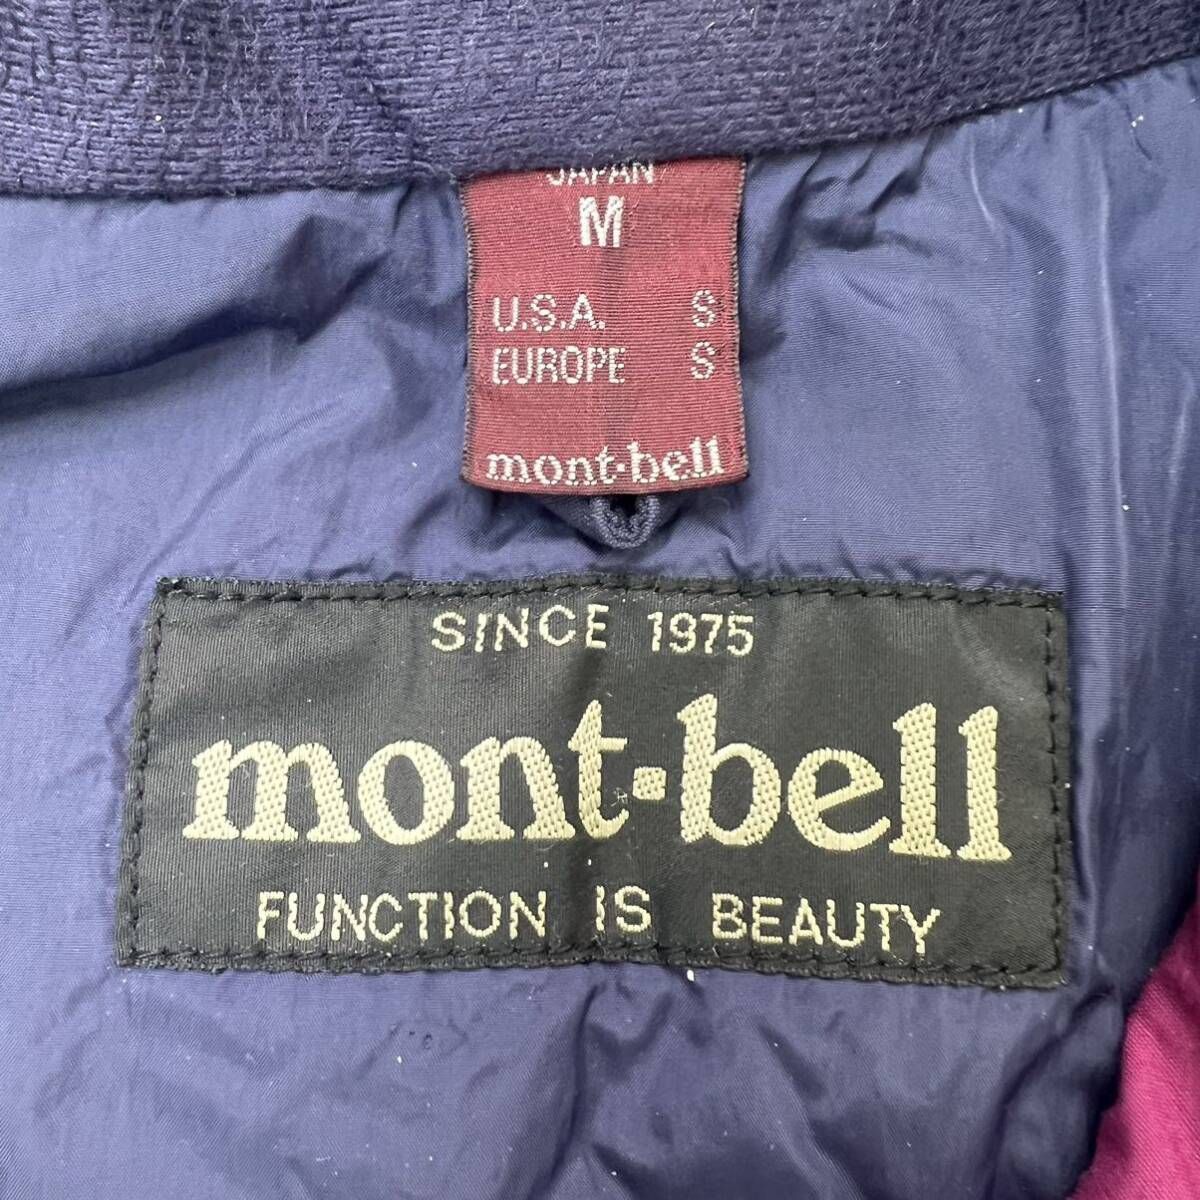 JAPAN
M
U.S.A. S
EUROPE S
mont-bell
SINCE 1975
mont-bell
FUNCTION IS BEAUTY